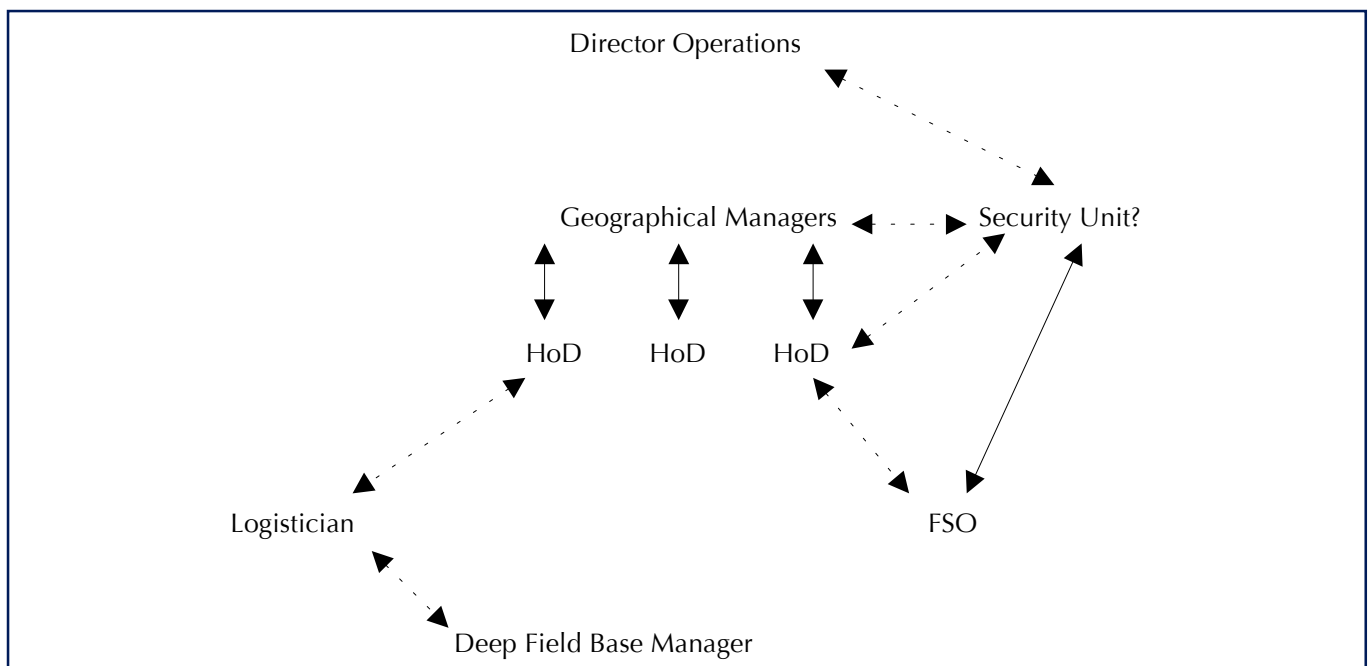 Director Operations
Geographical Managers
Security Unit?
HoD
HoD
HoD
Logistician
FSO
Deep Field Base Manager